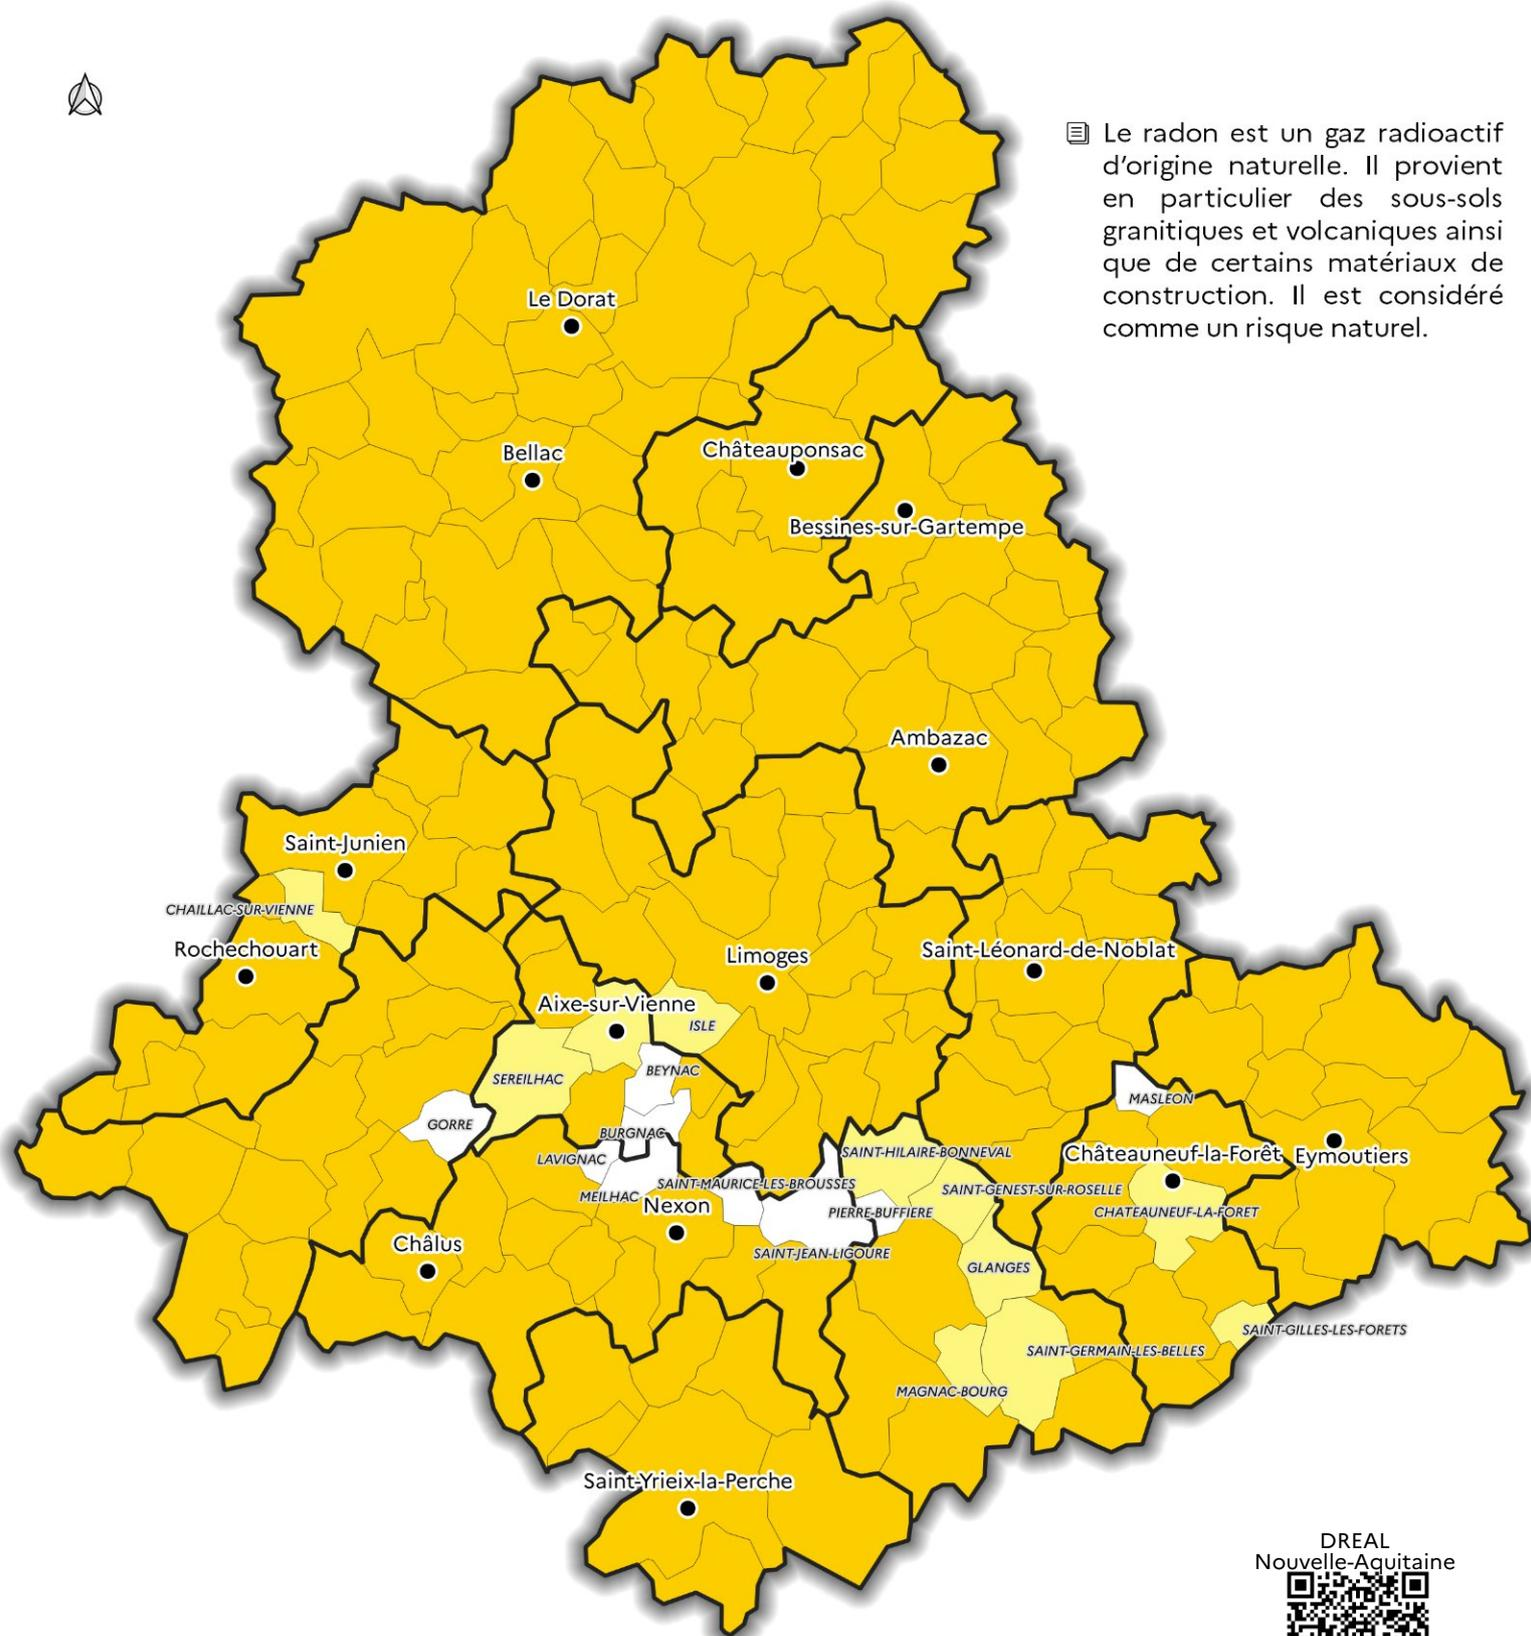 Le radon est un gaz radioactif
d’origine naturelle. Il provient
en particulier des sous-sols
granitiques et volcaniques ainsi
que de certains matériaux de
construction. Il est considéré
comme un risque naturel.
Le Dorat
Bellac
Châteauponsac
Bessines-sur-Gartempe
Ambazac
Saint-Junien
CHAILLAC-SUR-VIENNE
Rochechouart
Limoges
Saint-Léonard-de-Noblat
Aixe-sur-Vienne
ISLE
SEREILHAC
BEYNAC
MASLEON
GORRE
BURGNAC
LAVIGNAC
SAINT-HILAIRE-BONNEVAL
Châteauneuf-la-Forêt
Eymoutiers
MEILHAC
SAINT-MAURICE-LES-BROUSSES
SAINT-GENEST-SUR-ROSELLE
Nexon
PIERRE-BUFFIERE
CHATEAUNEUF-LA-FORET
Châlus
SAINT-JEAN-LIGOURE
GLANGES
SAINT-GILLES-LES-FORETS
SAINT-GERMAIN-LES-BELLES
MAGNAC-BOURG
Saint-Yrieix-la-Perche
DREAL
Nouvelle-Aquitaine